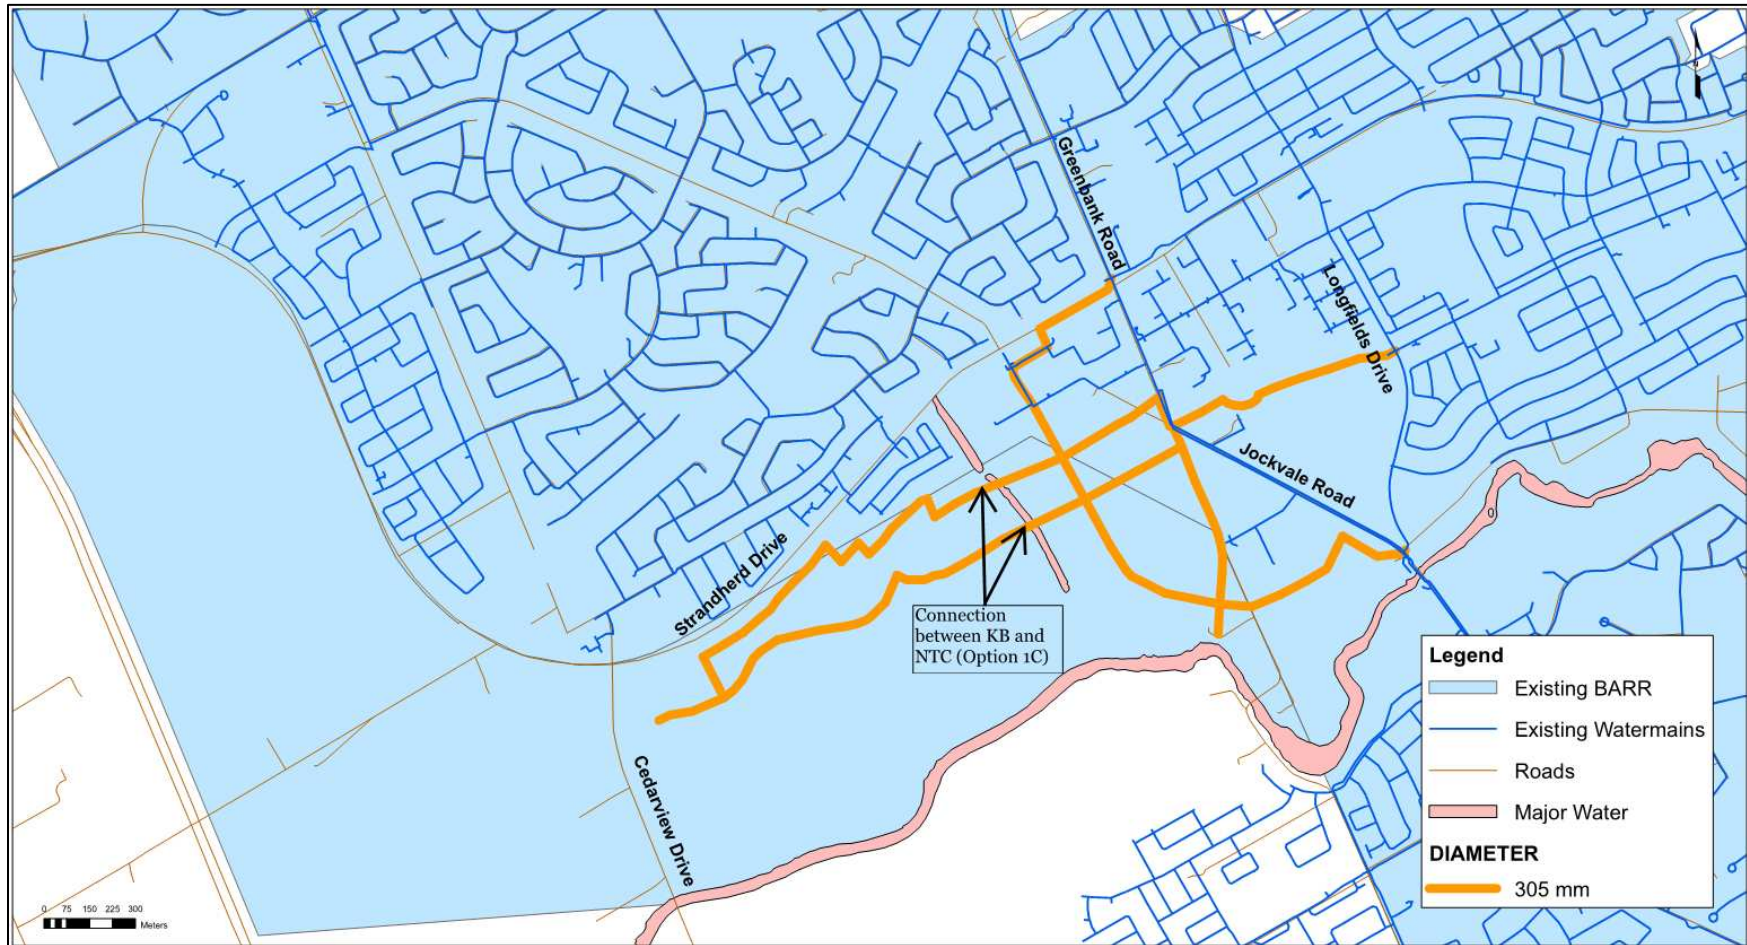 Greenbank Road
Longfields Drive
Jockvale Road
Strandherd Drive
Connection
between KB and
NTC (Option 1C)
Cedarview Drive
Legend
Existing BARR
Existing Watermains
Roads
Major Water
DIAMETER
305 mm
0 75 150 225 300
Meters